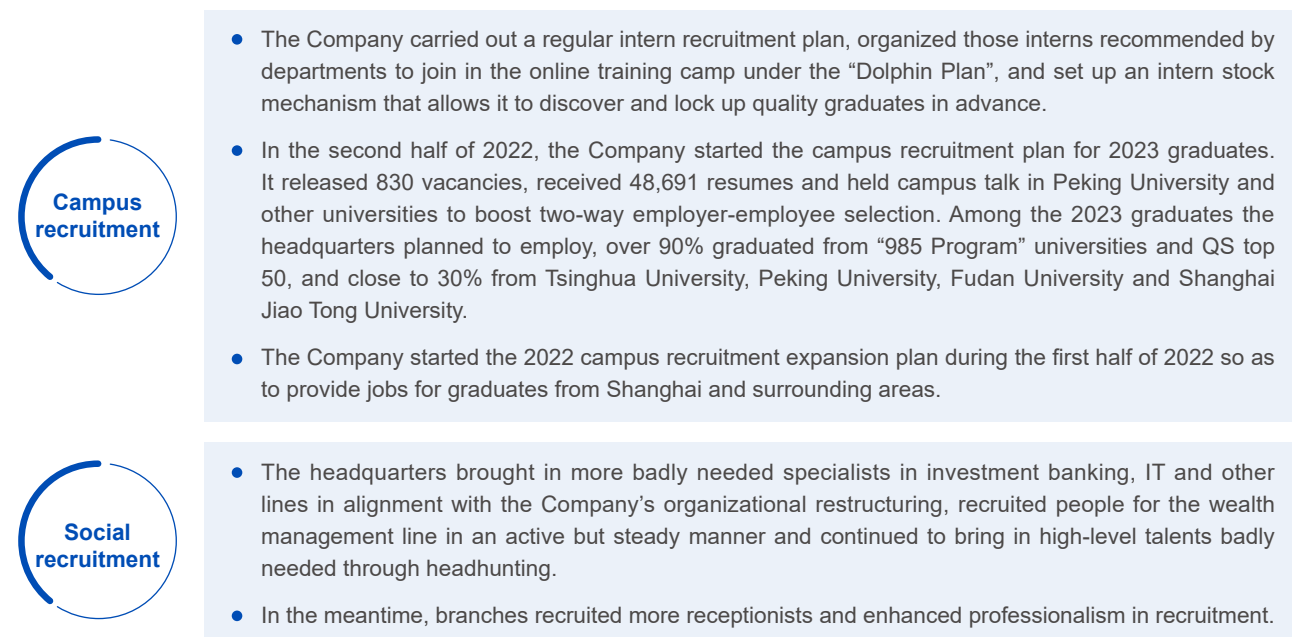 Campus
recruitment
● The Company carried out a regular intern recruitment plan, organized those interns recommended by
departments to join in the online training camp under the “Dolphin Plan”, and set up an intern stock
mechanism that allows it to discover and lock up quality graduates in advance.
● In the second half of 2022, the Company started the campus recruitment plan for 2023 graduates.
It released 830 vacancies, received 48,691 resumes and held campus talk in Peking University and
other universities to boost two-way employer-employee selection. Among the 2023 graduates the
headquarters planned to employ, over 90% graduated from “985 Program” universities and QS top
50, and close to 30% from Tsinghua University, Peking University, Fudan University and Shanghai
Jiao Tong University.
● The Company started the 2022 campus recruitment expansion plan during the first half of 2022 so as
to provide jobs for graduates from Shanghai and surrounding areas.
Social
recruitment
● The headquarters brought in more badly needed specialists in investment banking, IT and other
lines in alignment with the Company’s organizational restructuring, recruited people for the wealth
management line in an active but steady manner and continued to bring in high-level talents badly
needed through headhunting.
● In the meantime, branches recruited more receptionists and enhanced professionalism in recruitment.